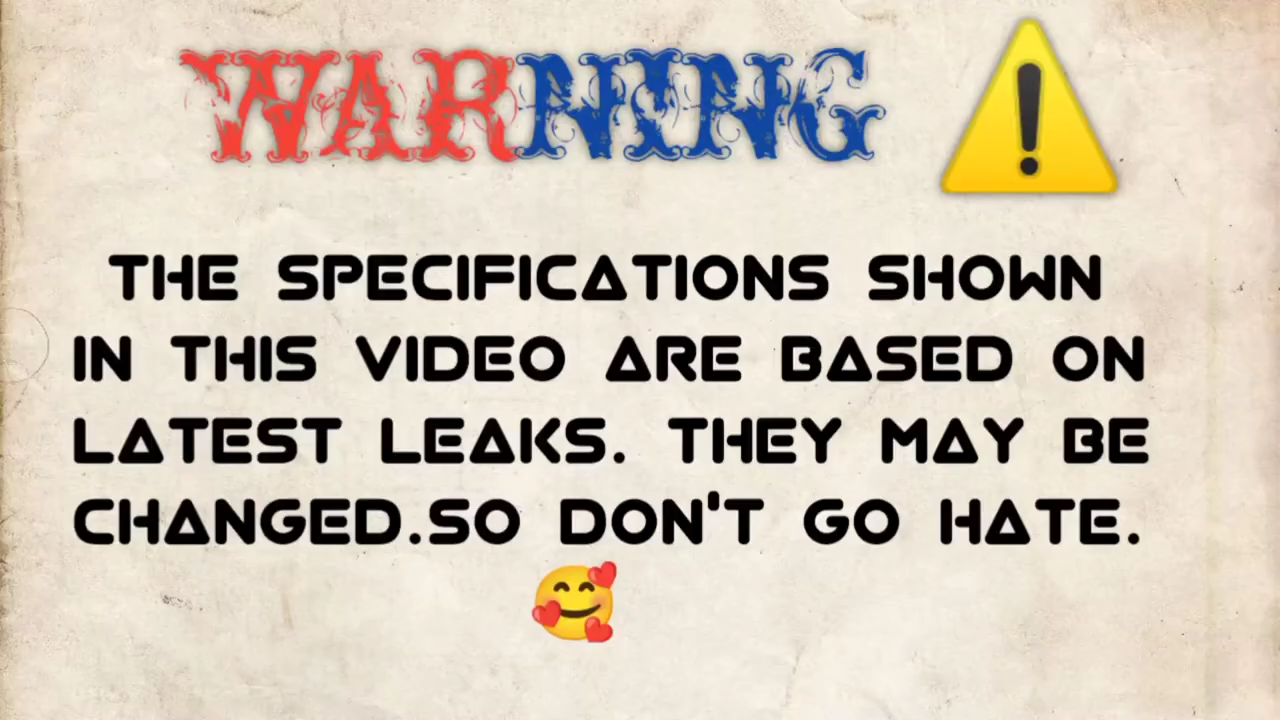 WARNING ⚠️
THE SPECIFICATIONS SHOWN
IN THIS VIDEO ARE BASED ON
LATEST LEAKS. THEY MAY BE
CHANGED.SO DON'T GO HATE.
🥰